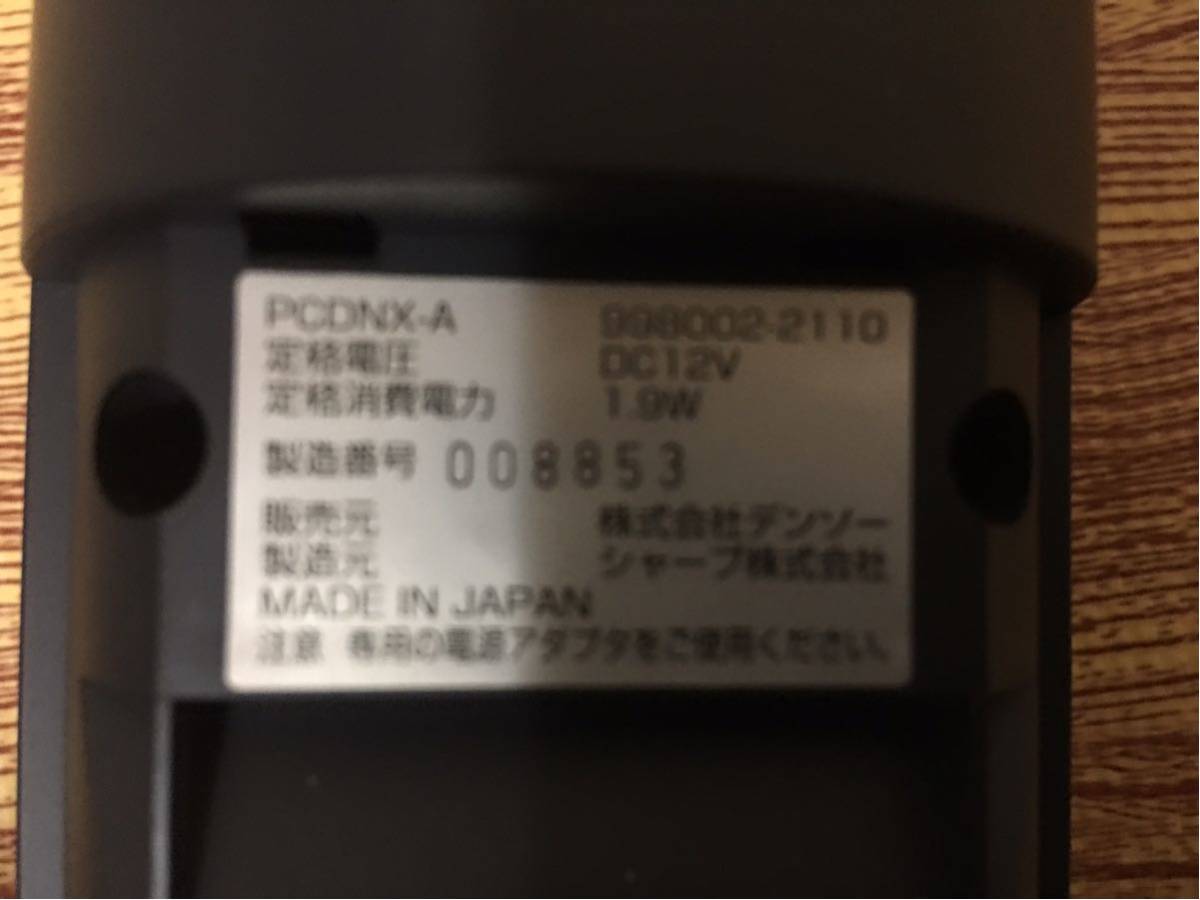 PCDNX-A 998002-2110
定格電圧 DC12V
定格消費電力 1.9W
製造番号 008853
販売元 株式会社デンソー
製造元 シャープ株式会社
MADE IN JAPAN
注意 専用の電源アダプタをご使用ください。